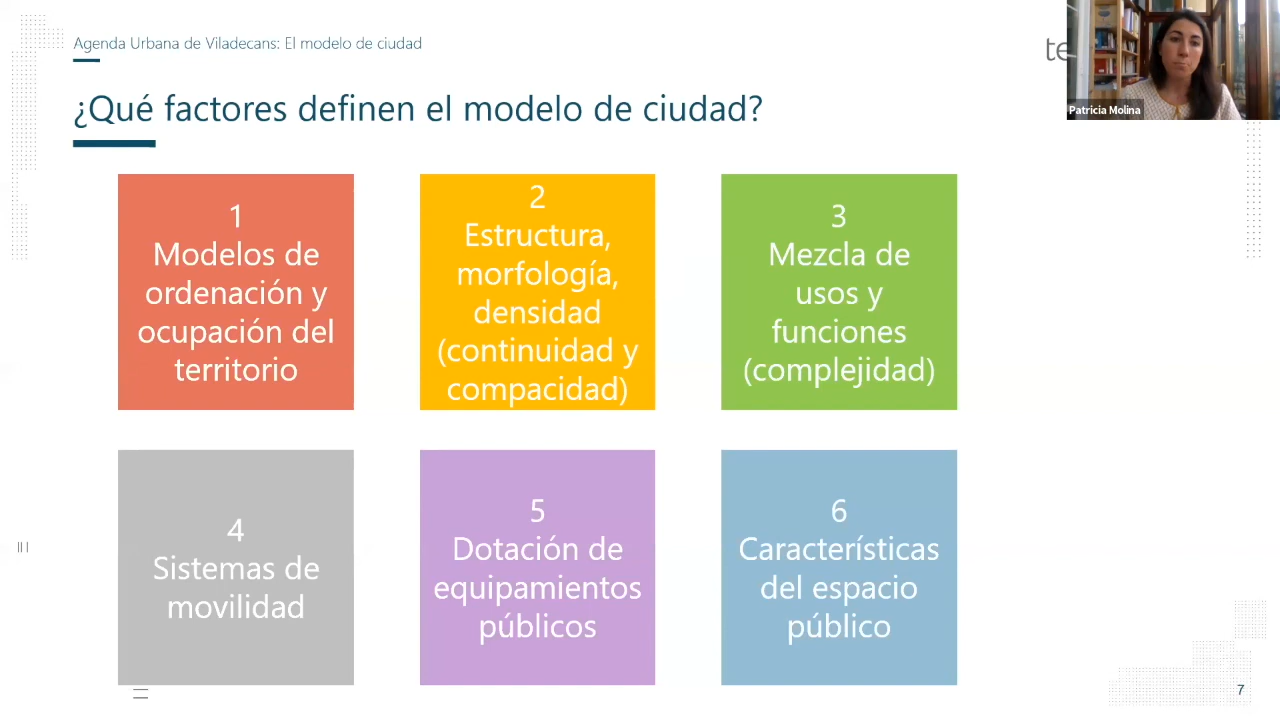 Agenda Urbana de Viladecans: El modelo de ciudad
te
Patricia Molina
¿Qué factores definen el modelo de ciudad?
1
Modelos de
ordenación y
ocupación del
territorio
2
Estructura,
morfología,
densidad
(continuidad y
compacidad)
3
Mezcla de
usos y
funciones
(complejidad)
4
Sistemas de
movilidad
5
Dotación de
equipamientos
públicos
6
Características
del espacio
público
7